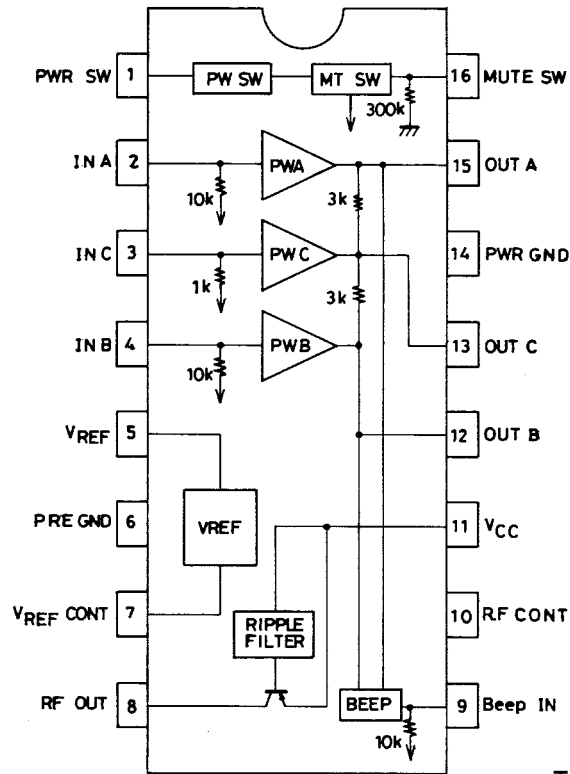 PWR SW 1 PW SW MT SW 16 MUTE SW
300k
IN A 2 PWA 15 OUT A
10k 3k
IN C 3 PWC 14 PWR GND
1k 3k
IN B 4 PWB 13 OUT C
10k
VREF 5 12 OUT B
PRE GND 6 VREF 11 VCC
VREF CONT 7 RIPPLE FILTER 10 RF CONT
RF OUT 8 BEEP 9 Beep IN
10k